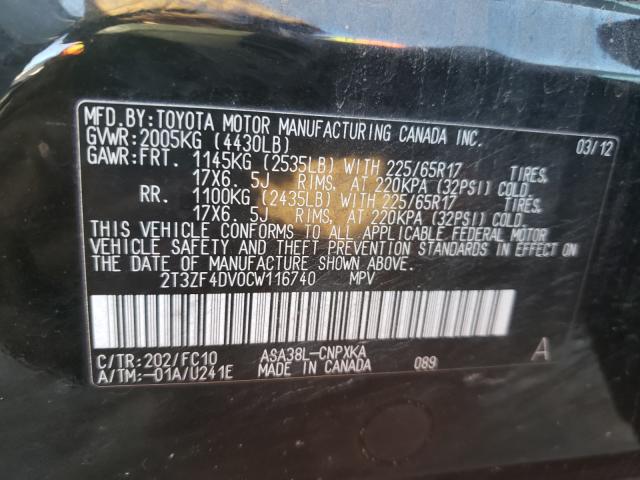 MFD.BY:TOYOTA MOTOR MANUFACTURING CANADA INC.
GVWR:2005KG (4430LB) 03/12
GAWR:FRT. 1145KG (2535LB) WITH 225/65R17 TIRES,
17X6. 5J RIMS, AT 220KPA (32PSI) COLD.
RR. 1100KG (2435LB) WITH 225/65R17 TIRES,
17X6. 5J RIMS, AT 220KPA (32PSI) COLD.
THIS VEHICLE CONFORMS TO ALL APPLICABLE FEDERAL MOTOR
VEHICLE SAFETY AND THEFT PREVENTION STANDARDS IN EFFECT ON
THE DATE OF MANUFACTURE SHOWN ABOVE.
2T3ZF4DV0CW116740 MPV
C/TR:202/FC10 ASA38L-CNPXKA A
A/TM:-01A/U241E MADE IN CANADA 089